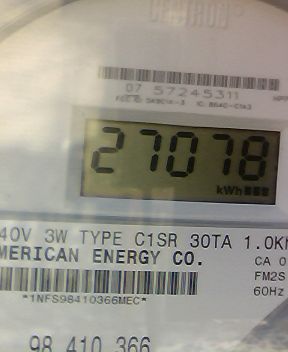 CENTRON®
07 57245311
27078
kWh
40V 3W TYPE C1SR 30TA 1.0K
MERICAN ENERGY CO.
CA 0
FM2S
60Hz
*1NFS98410366MEC*
98 410 366